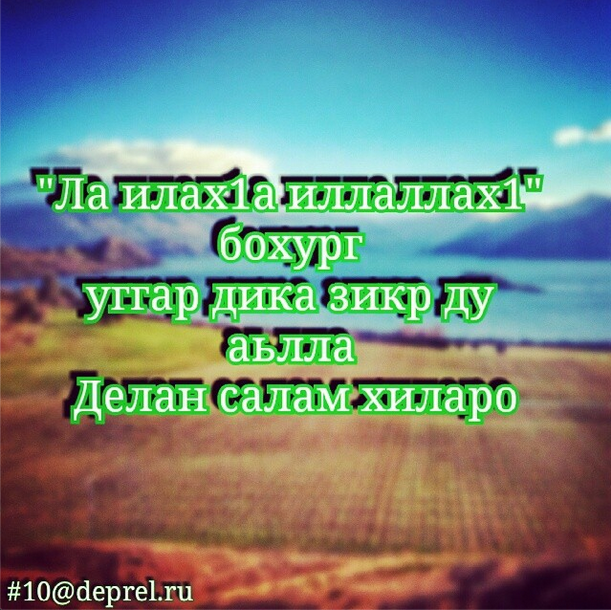 "Ла илах1а иллаллах1"
бохург
уггар дика зикр ду
аьлла
Делан салам хиларо
#10@deprel.ru